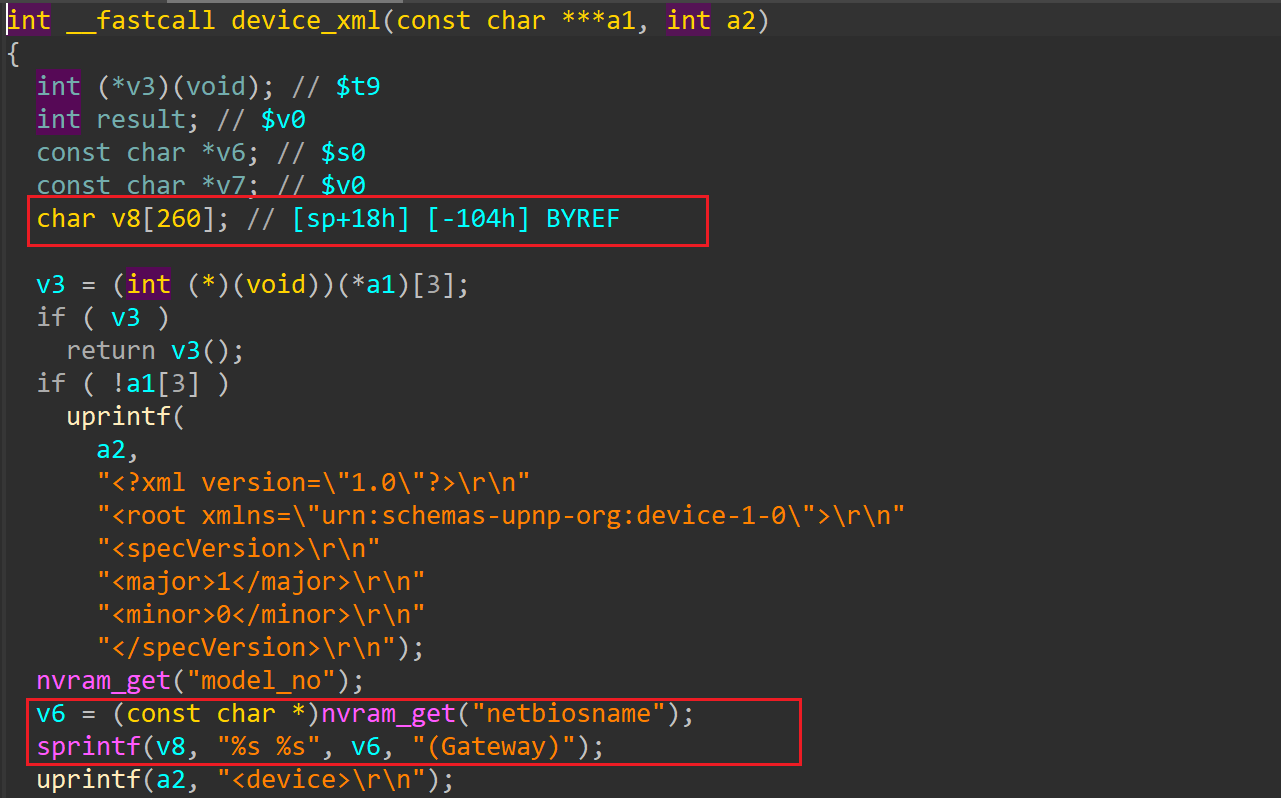 int __fastcall device_xml(const char ***a1, int a2)
{
  int (*v3)(void); // $t9
  int result; // $v0
  const char *v6; // $s0
  const char *v7; // $v0
  char v8[260]; // [sp+18h] [-104h] BYREF

  v3 = (int (*)(void))(*a1)[3];
  if ( v3 )
    return v3();
  if ( !a1[3] )
    uprintf(
      a2,
      "<?xml version=\"1.0\"?>\r\n"
      "<root xmlns=\"urn:schemas-upnp-org:device-1-0\">\r\n"
      "<specVersion>\r\n"
      "<major>1</major>\r\n"
      "<minor>0</minor>\r\n"
      "</specVersion>\r\n");
  nvram_get("model_no");
  v6 = (const char *)nvram_get("netbiosname");
  sprintf(v8, "%s %s", v6, "(Gateway)");
  uprintf(a2, "<device>\r\n");